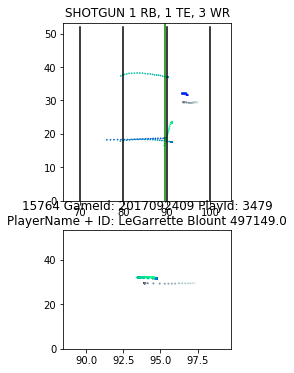 SHOTGUN 1 RB, 1 TE, 3 WR
50
40
30
20
10
0
70 80 90 100
15764 GameId: 2017092409 PlayId: 3479
PlayerName + ID: LeGarrette Blount 497149.0
40
20
0
90.0 92.5 95.0 97.5